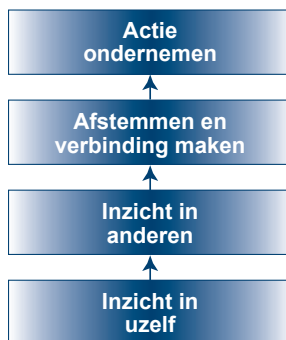 Actie
ondernemen
Afstemmen en
verbinding maken
Inzicht in
anderen
Inzicht in
uzelf